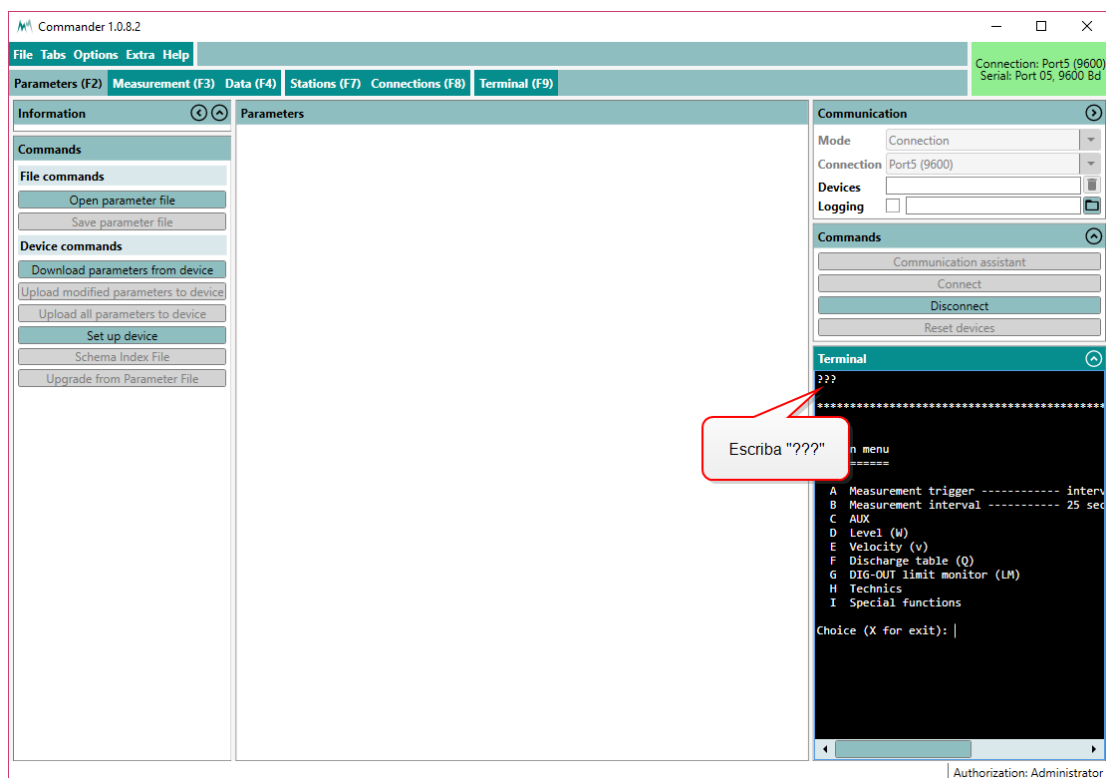 Commander 1.0.8.2
File Tabs Options Extra Help
Connection: Port5 (9600)
Serial: Port 05, 9600 Bd
Parameters (F2) Measurement (F3) Data (F4) Stations (F7) Connections (F8) Terminal (F9)
Information
Commands
File commands
Open parameter file
Save parameter file
Device commands
Download parameters from device
Upload modified parameters to device
Upload all parameters to device
Set up device
Schema Index File
Upgrade from Parameter File
Parameters
Communication
Mode Connection
Connection Port5 (9600)
Devices
Logging
Commands
Communication assistant
Connect
Disconnect
Reset devices
Terminal
???
********************************************
Escriba "???"
n menu
======
A Measurement trigger ------------ interv
B Measurement interval ----------- 25 sec
C AUX
D Level (W)
E Velocity (v)
F Discharge table (Q)
G DIG-OUT limit monitor (LM)
H Technics
I Special functions
Choice (X for exit):
Authorization: Administrator